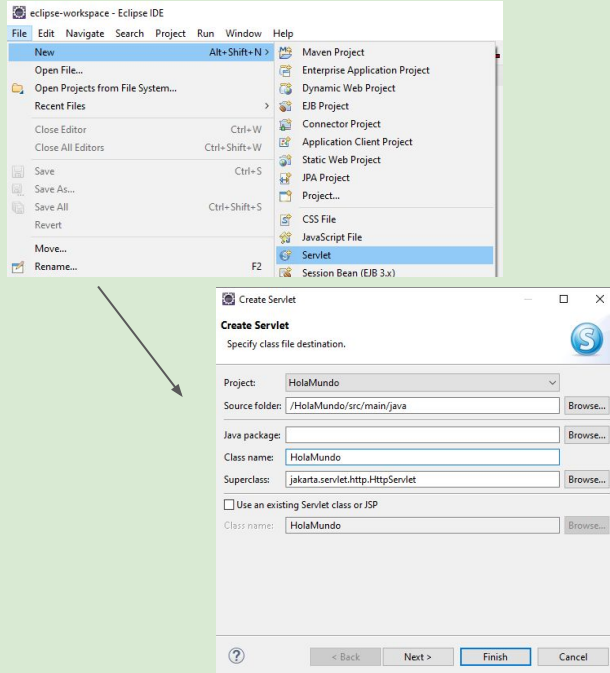 eclipse-workspace - Eclipse IDE
File Edit Navigate Search Project Run Window Help
New Alt+Shift+N >
Open File...
Open Projects from File System...
Recent Files >
Close Editor Ctrl+W
Close All Editors Ctrl+Shift+W
Save Ctrl+S
Save As...
Save All Ctrl+Shift+S
Revert
Move...
Rename... F2
Maven Project
Enterprise Application Project
Dynamic Web Project
EJB Project
Connector Project
Application Client Project
Static Web Project
JPA Project
Project...
CSS File
JavaScript File
Servlet
Session Bean (EJB 3.x)
Create Servlet
Create Servlet
Specify class file destination.
S
Project: HolaMundo
Source folder: /HolaMundo/src/main/java Browse...
Java package: Browse...
Class name: HolaMundo
Superclass: jakarta.servlet.http.HttpServlet Browse...
Use an existing Servlet class or JSP
Class name: HolaMundo Browse...
? < Back Next > Finish Cancel